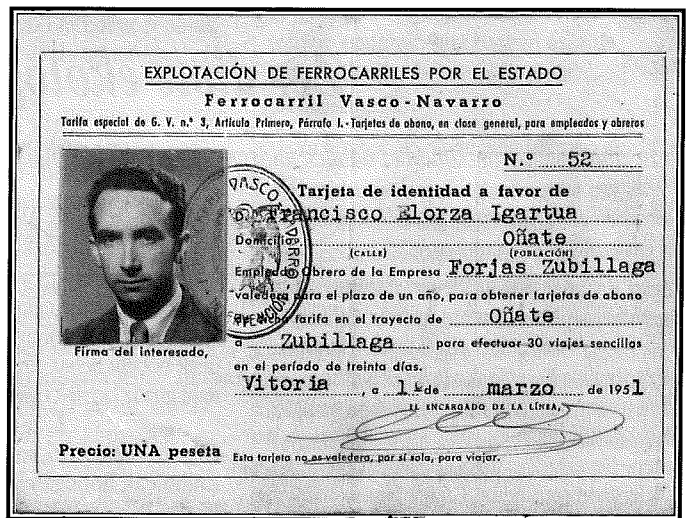 EXPLOTACIÓN DE FERROCARRILES POR EL ESTADO
Ferrocarril Vasco-Navarro
Tarifa especial de G. V. n.º 3, Artículo Primero, Párrafo I.-Tarjetas de abono, en clase general, para empleados y obreros
N.º 52
Tarjeta de identidad a favor de
D. Francisco Elorza Igartua
Domicilio Oñate
(CALLE) (POBLACIÓN)
Empleado Obrero de la Empresa Forjas Zubillaga
valedera para el plazo de un año, para obtener tarjetas de abono
tarifa en el trayecto de Oñate
a Zubillaga para efectuar 30 viajes sencillos
en el período de treinta días.
Vitoria, a 1º de marzo de 1951
EL ENCARGADO DE LA LÍNEA,
Firma del interesado,
Precio: UNA peseta
Esta tarjeta no es valedera, por sí sola, para viajar.
VASCO NAVARRO